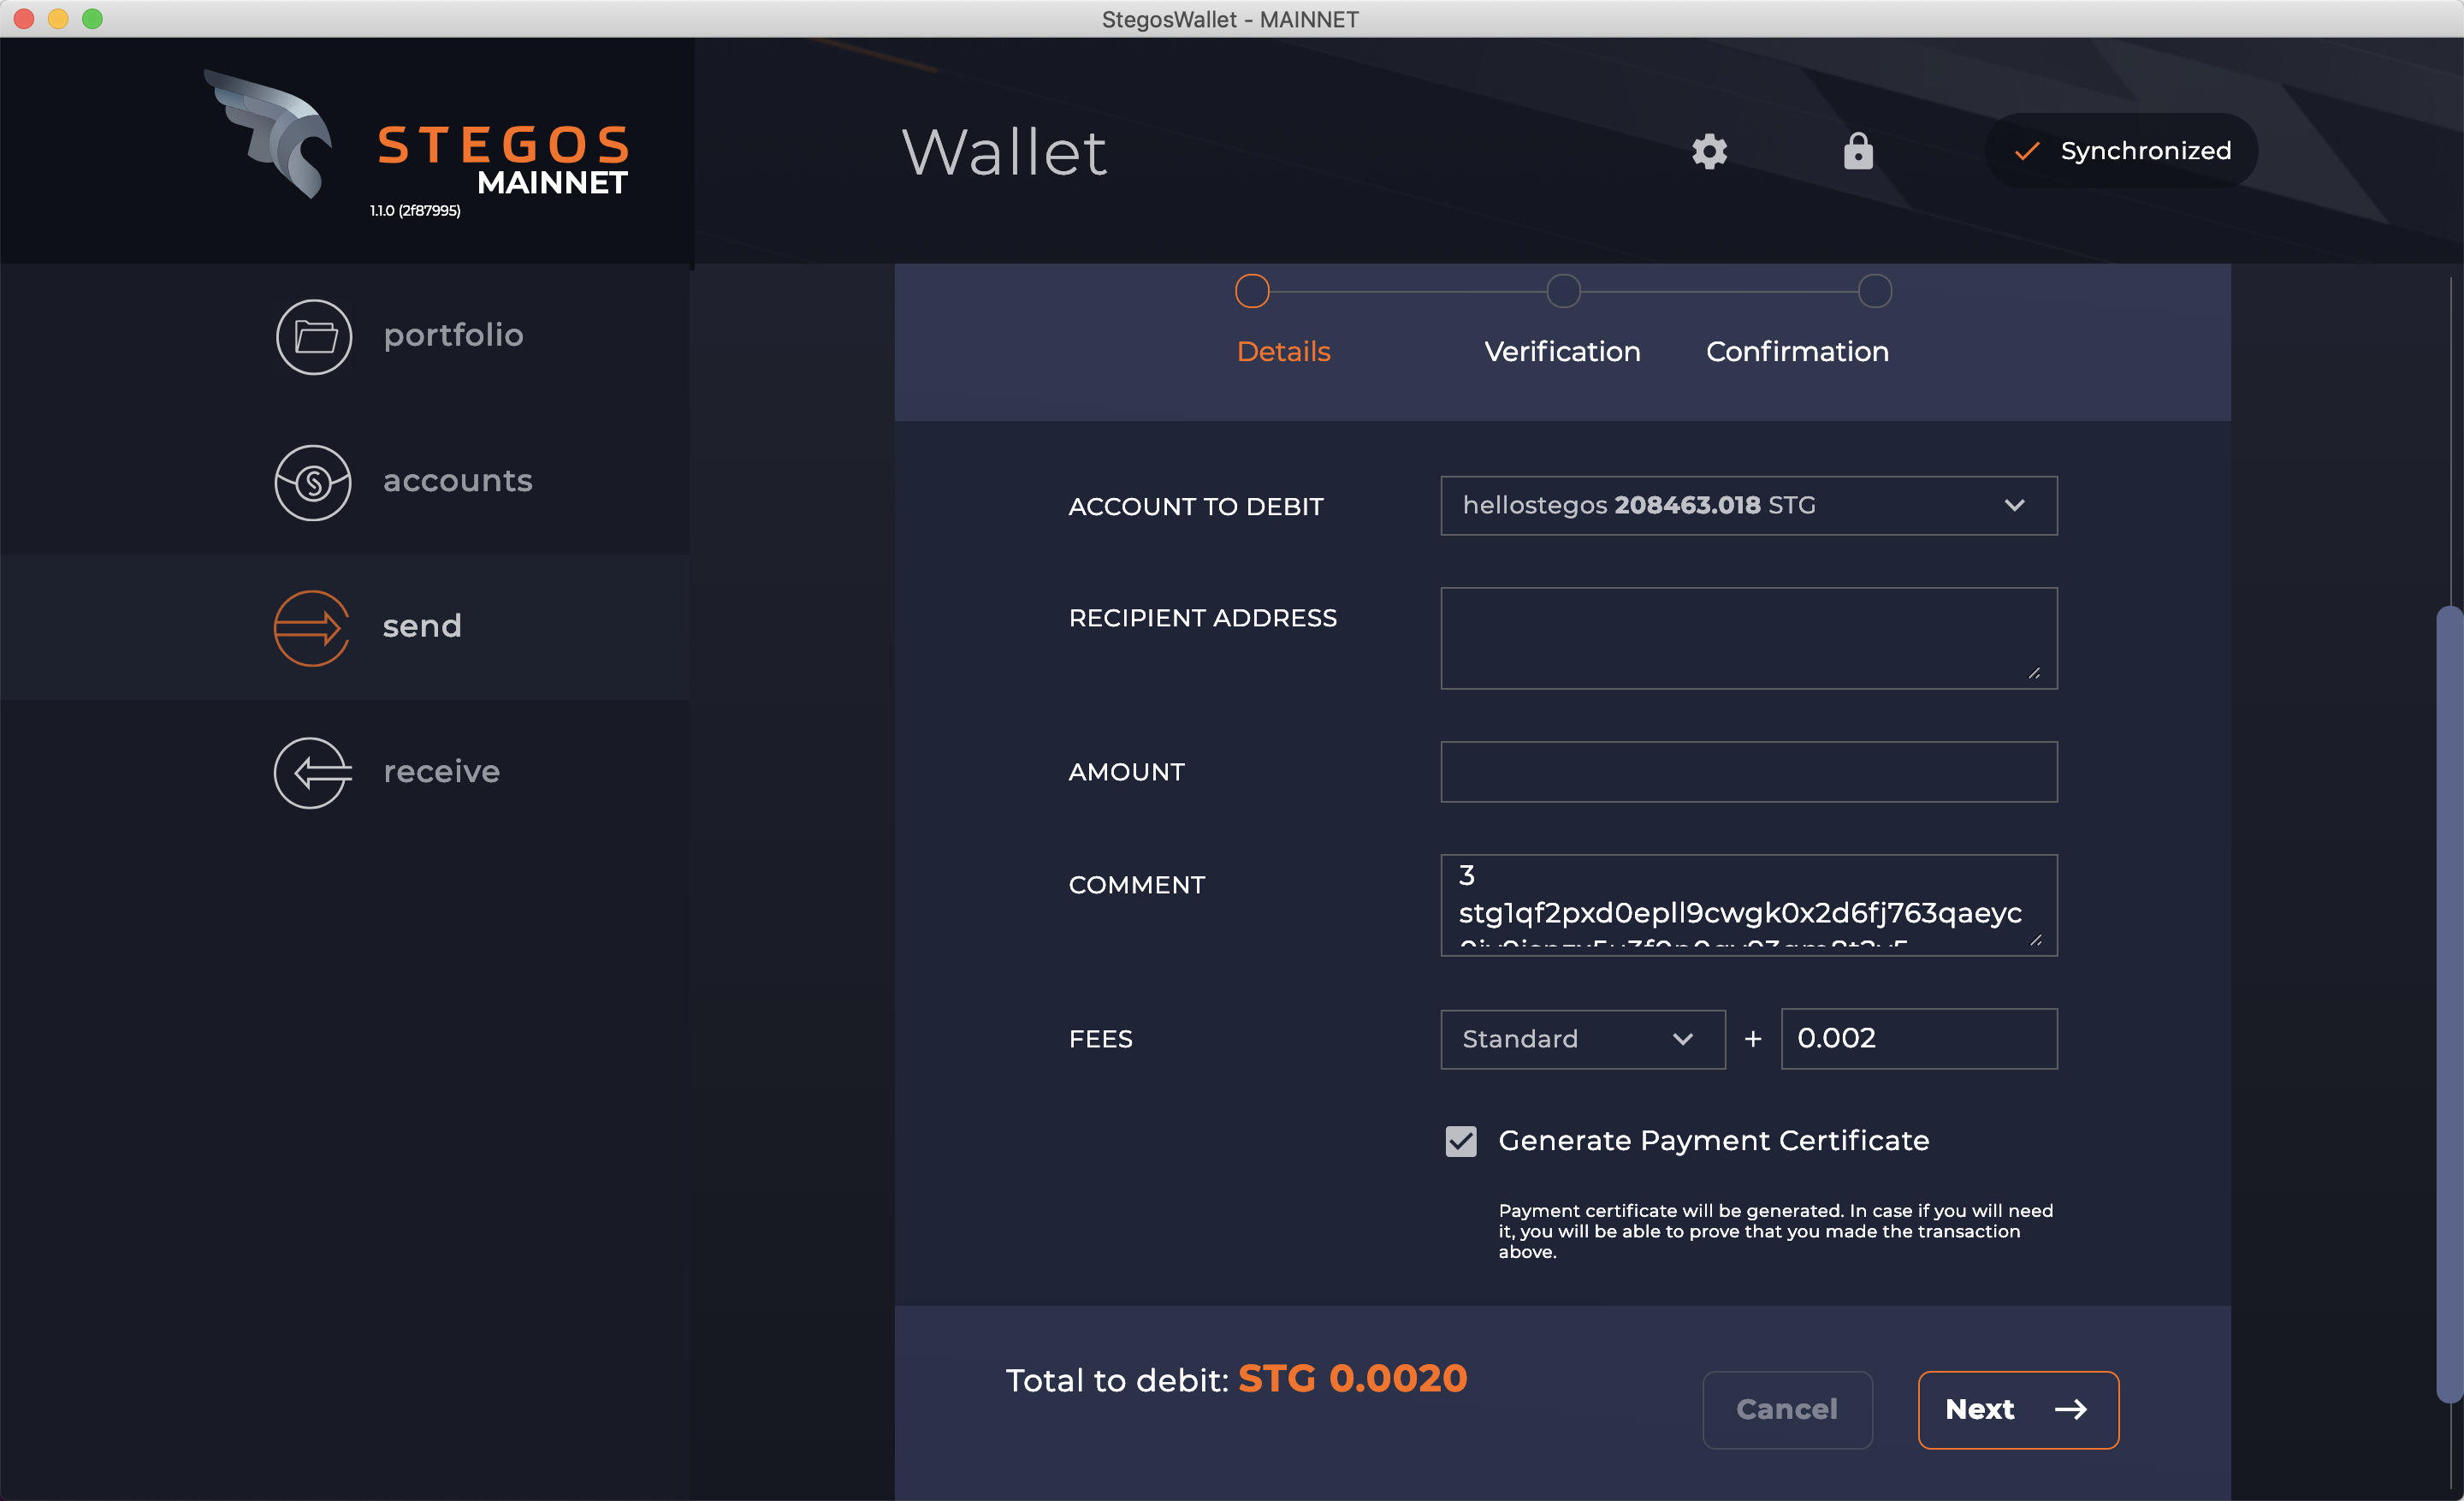 StegosWallet - MAINNET
STEGOS
MAINNET
1.1.0 (2f87995)
Wallet
Synchronized
portfolio
accounts
send
receive
Details
Verification
Confirmation
ACCOUNT TO DEBIT
hellostegos 208463.018 STG
RECIPIENT ADDRESS
AMOUNT
COMMENT
3
stg1qf2pxd0epll9cwgk0x2d6fj763qaeyc
FEES
Standard
+
0.002
Generate Payment Certificate
Payment certificate will be generated. In case if you will need
it, you will be able to prove that you made the transaction
above.
Total to debit: STG 0.0020
Cancel
Next →